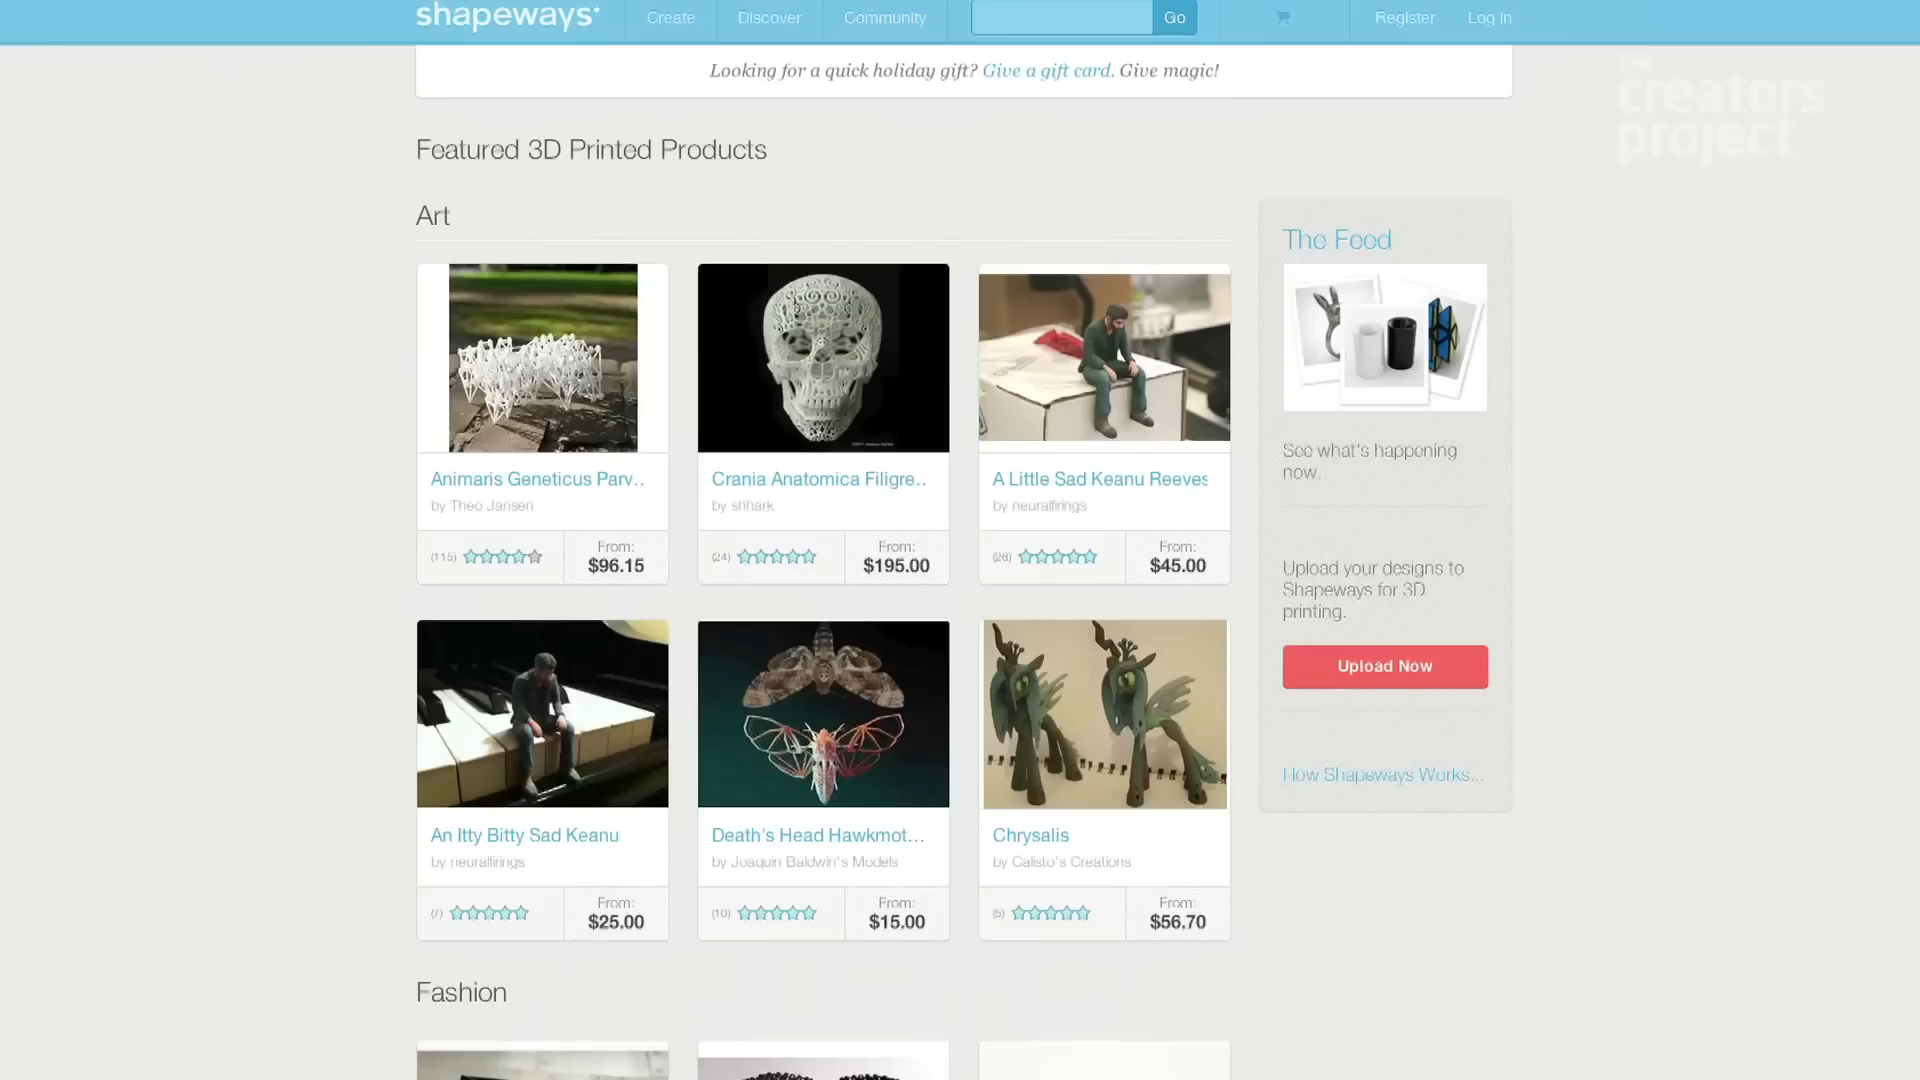 shapeways
Create
Discover
Community
Go
Register
Log In
Looking for a quick holiday gift? Give a gift card. Give magic!
creators
project
Featured 3D Printed Products
Art
Animaris Geneticus Parv..
by Theo Jansen
(115)
From:
$96.15
Crania Anatomica Filigre..
by shhark
(24)
From:
$195.00
A Little Sad Keanu Reeves
by neuralfirings
(28)
From:
$45.00
An Itty Bitty Sad Keanu
by neuralfirings
(7)
From:
$25.00
Death's Head Hawkmot...
by Joaquin Baldwin's Models
(10)
From:
$15.00
Chrysalis
by Calisto's Creations
(5)
From:
$56.70
Fashion
The Feed
See what's happening
now.
Upload your designs to
Shapeways for 3D
printing.
Upload Now
How Shapeways Works...